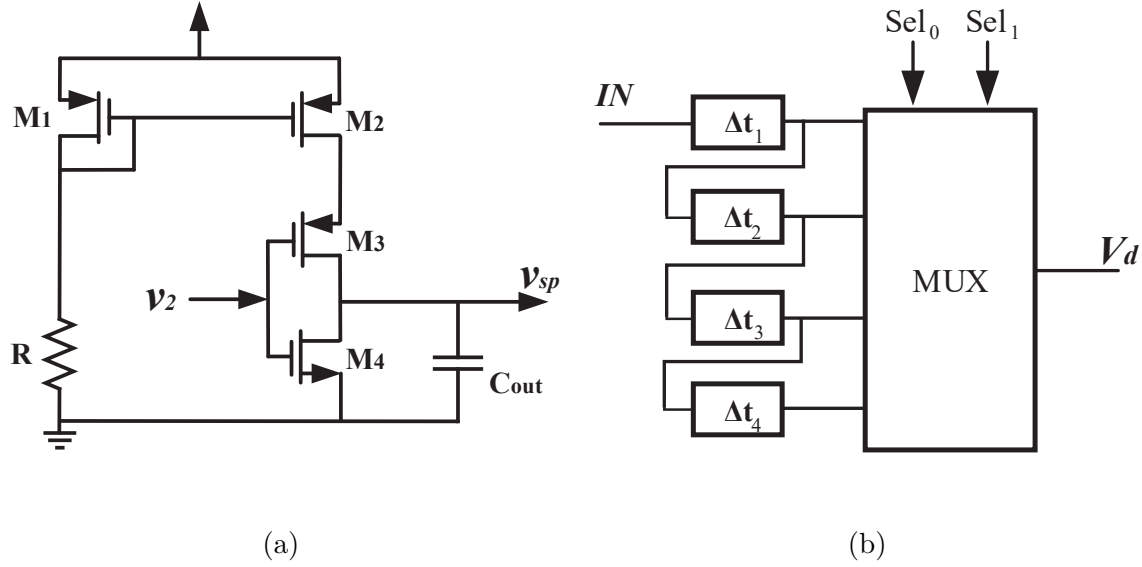 Sel₀ Sel₁
M1
M2
IN
Δt₁
M3
Δt₂
v₂
vsp
Vd
MUX
R
M4
Cout
Δt₃
Δt₄
(a)
(b)